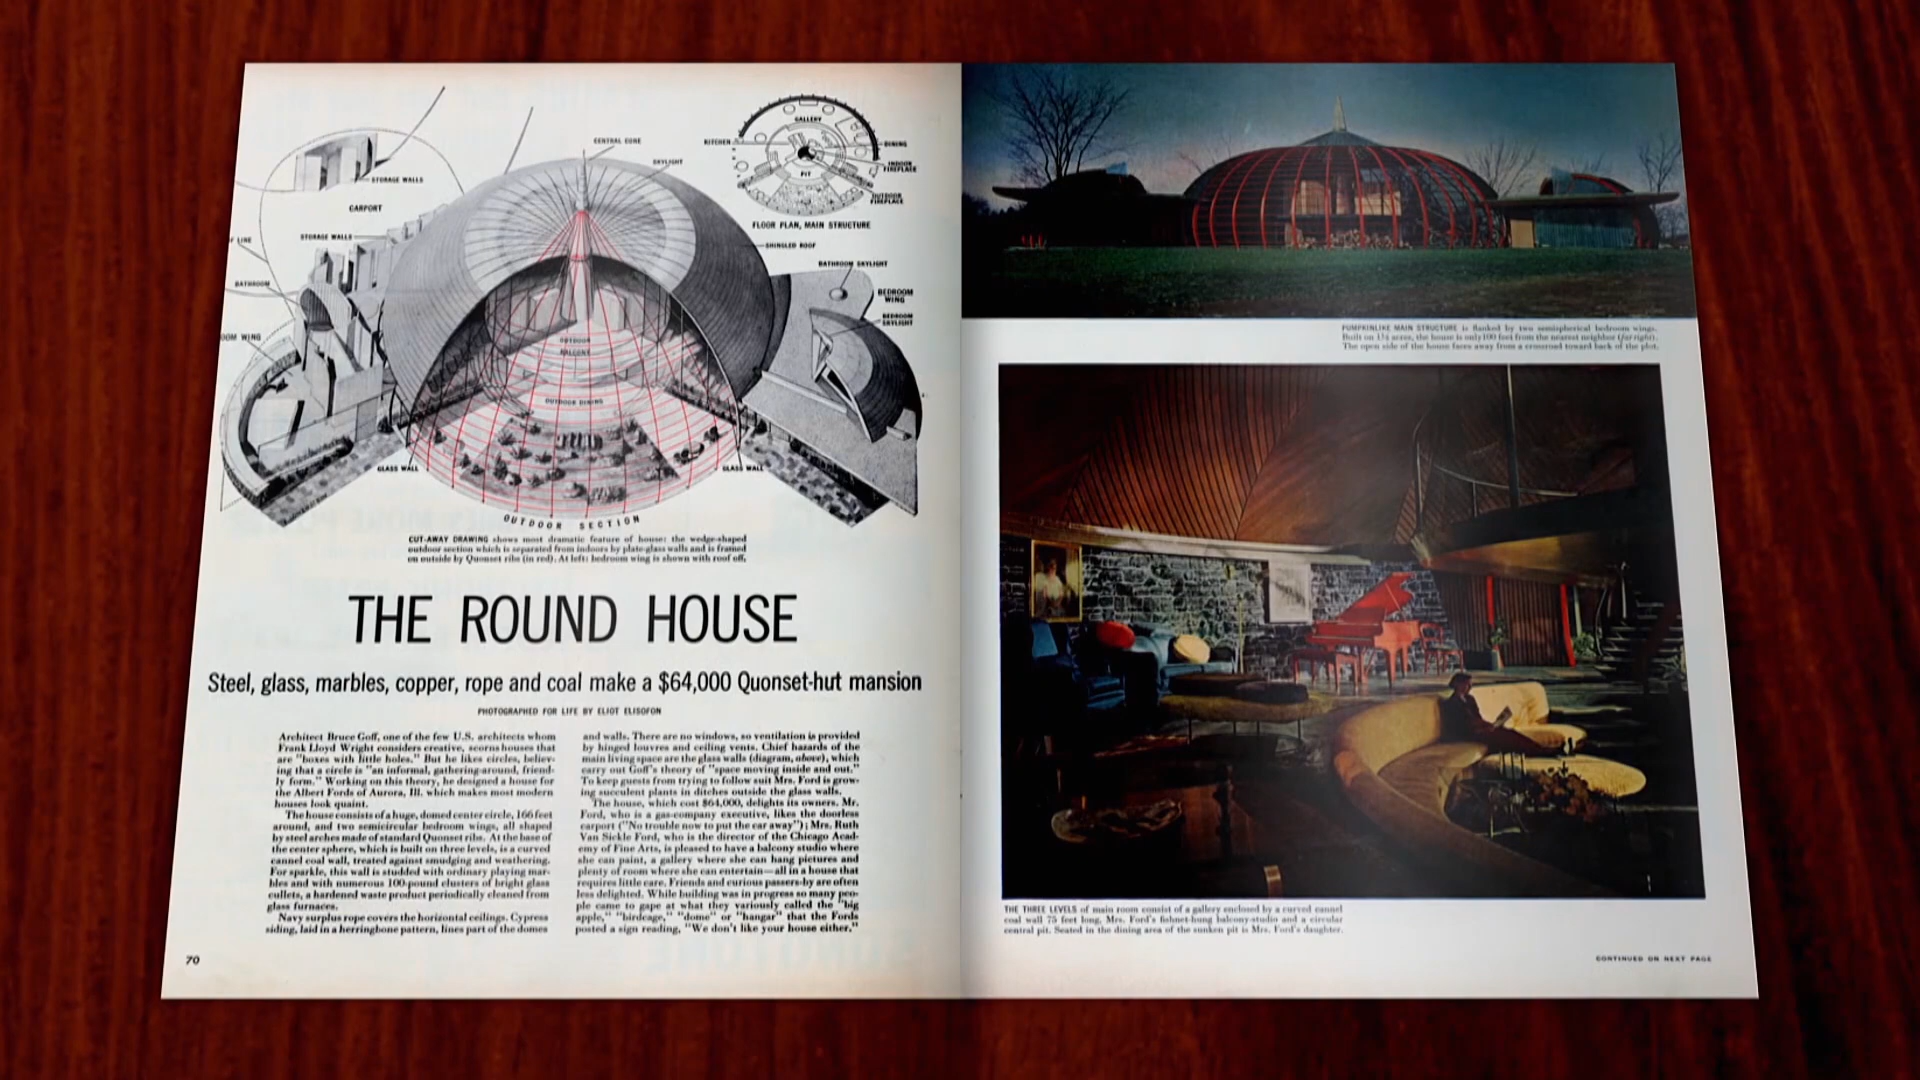 CENTRAL CONE
SKYLIGHT
STORAGE WALLS
CARPORT
STORAGE WALLS
BATHROOM
GALLERY
KITCHEN
DINING
INDOOR FIREPLACE
PIT
OUTDOOR FIREPLACE
FLOOR PLAN, MAIN STRUCTURE
SHINGLED ROOF
BATHROOM SKYLIGHT
BEDROOM WING
BEDROOM SKYLIGHT
OUTDOOR BALCONY
OUTDOOR DINING
GLASS WALL
GLASS WALL
OUTDOOR SECTION
CUT-AWAY DRAWING shows most dramatic feature of house: the wedge-shaped
outdoor section which is separated from indoors by plate-glass walls and is framed
on outside by Quonset ribs (in red). At left: bedroom wing is shown with roof off.
THE ROUND HOUSE
Steel, glass, marbles, copper, rope and coal make a $64,000 Quonset-hut mansion
PHOTOGRAPHED FOR LIFE BY ELIOT ELISOFON
Architect Bruce Goff, one of the few U.S. architects whom
Frank Lloyd Wright considers creative, scorns houses that
are "boxes with little holes." But he likes circles, believ-
ing that a circle is "an informal, gathering-around, friend-
ly form." Working on this theory, he designed a house for
the Albert Fords of Aurora, Ill. which makes most modern
houses look quaint.
The house consists of a huge, domed center circle, 166 feet
around, and two semicircular bedroom wings, all shaped
by steel arches made of standard Quonset ribs. At the base of
the center sphere, which is built on three levels, is a curved
cannel coal wall, treated against smudging and weathering.
For sparkle, this wall is studded with ordinary playing mar-
bles and with numerous 100-pound clusters of bright glass
cullets, a hardened waste product periodically cleaned from
glass furnaces.
Navy surplus rope covers the horizontal ceilings. Cypress
siding, laid in a herringbone pattern, lines part of the domes
and walls. There are no windows, so ventilation is provided
by hinged louvres and ceiling vents. Chief hazards of the
main living space are the glass walls (diagram, above), which
carry out Goff's theory of "space moving inside and out."
To keep guests from trying to follow suit Mrs. Ford is grow-
ing succulent plants in ditches outside the glass walls.
The house, which cost $64,000, delights its owners. Mr.
Ford, who is a gas-company executive, likes the doorless
carport ("No trouble now to put the car away"); Mrs. Ruth
Van Sickle Ford, who is the director of the Chicago Acad-
emy of Fine Arts, is pleased to have a balcony studio where
she can paint, a gallery where she can hang pictures and
plenty of room where she can entertain—all in a house that
requires little care. Friends and curious passers-by are often
less delighted. While building was in progress so many peo-
ple came to gape at what they variously called the "big
apple," "birdcage," "dome" or "hangar" that the Fords
posted a sign reading, "We don't like your house either."
70
PUMPKINLIKE MAIN STRUCTURE is flanked by two semispherical bedroom wings.
Built on 1¼ acres, the house is only 100 feet from the nearest neighbor (far right).
The open side of the house faces away from a crossroad toward back of the plot.
THE THREE LEVELS of main room consist of a gallery enclosed by a curved cannel
coal wall 75 feet long, Mrs. Ford's fishnet-hung balcony-studio and a circular
central pit. Seated in the dining area of the sunken pit is Mrs. Ford's daughter.
CONTINUED ON NEXT PAGE